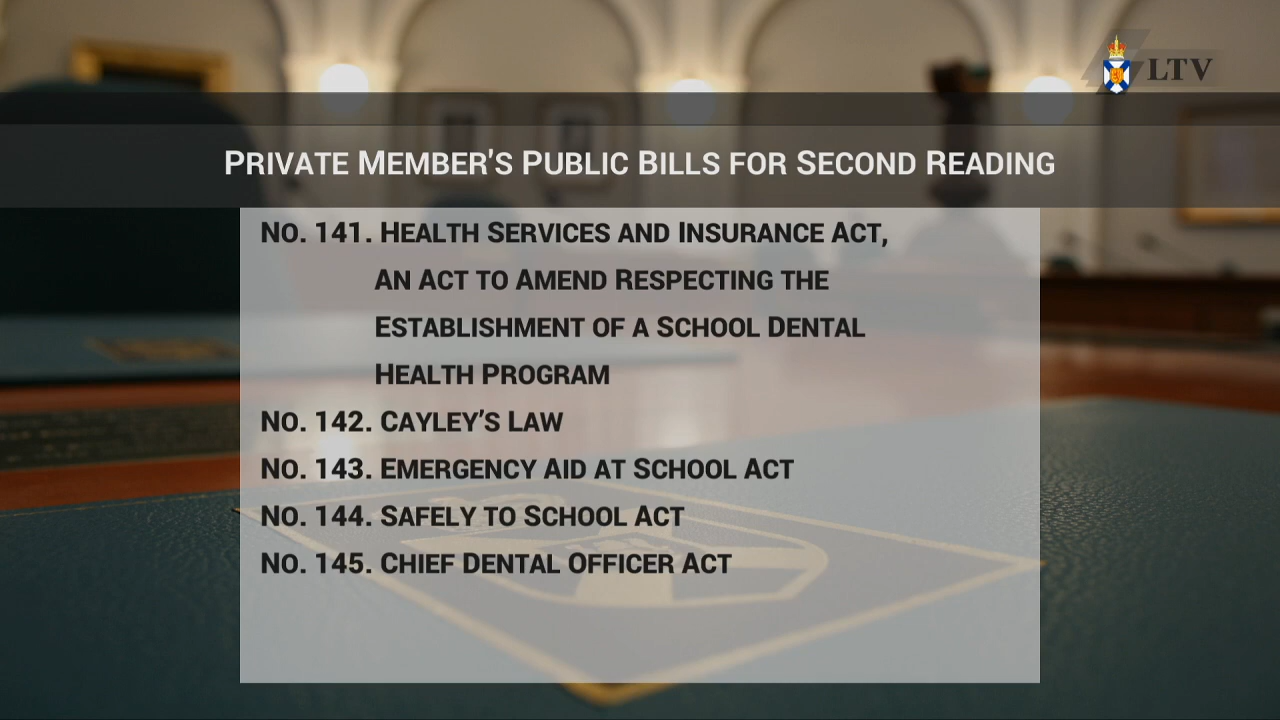 LTV
PRIVATE MEMBER'S PUBLIC BILLS FOR SECOND READING
NO. 141. HEALTH SERVICES AND INSURANCE ACT,
AN ACT TO AMEND RESPECTING THE
ESTABLISHMENT OF A SCHOOL DENTAL
HEALTH PROGRAM
NO. 142. CAYLEY’S LAW
NO. 143. EMERGENCY AID AT SCHOOL ACT
NO. 144. SAFELY TO SCHOOL ACT
NO. 145. CHIEF DENTAL OFFICER ACT